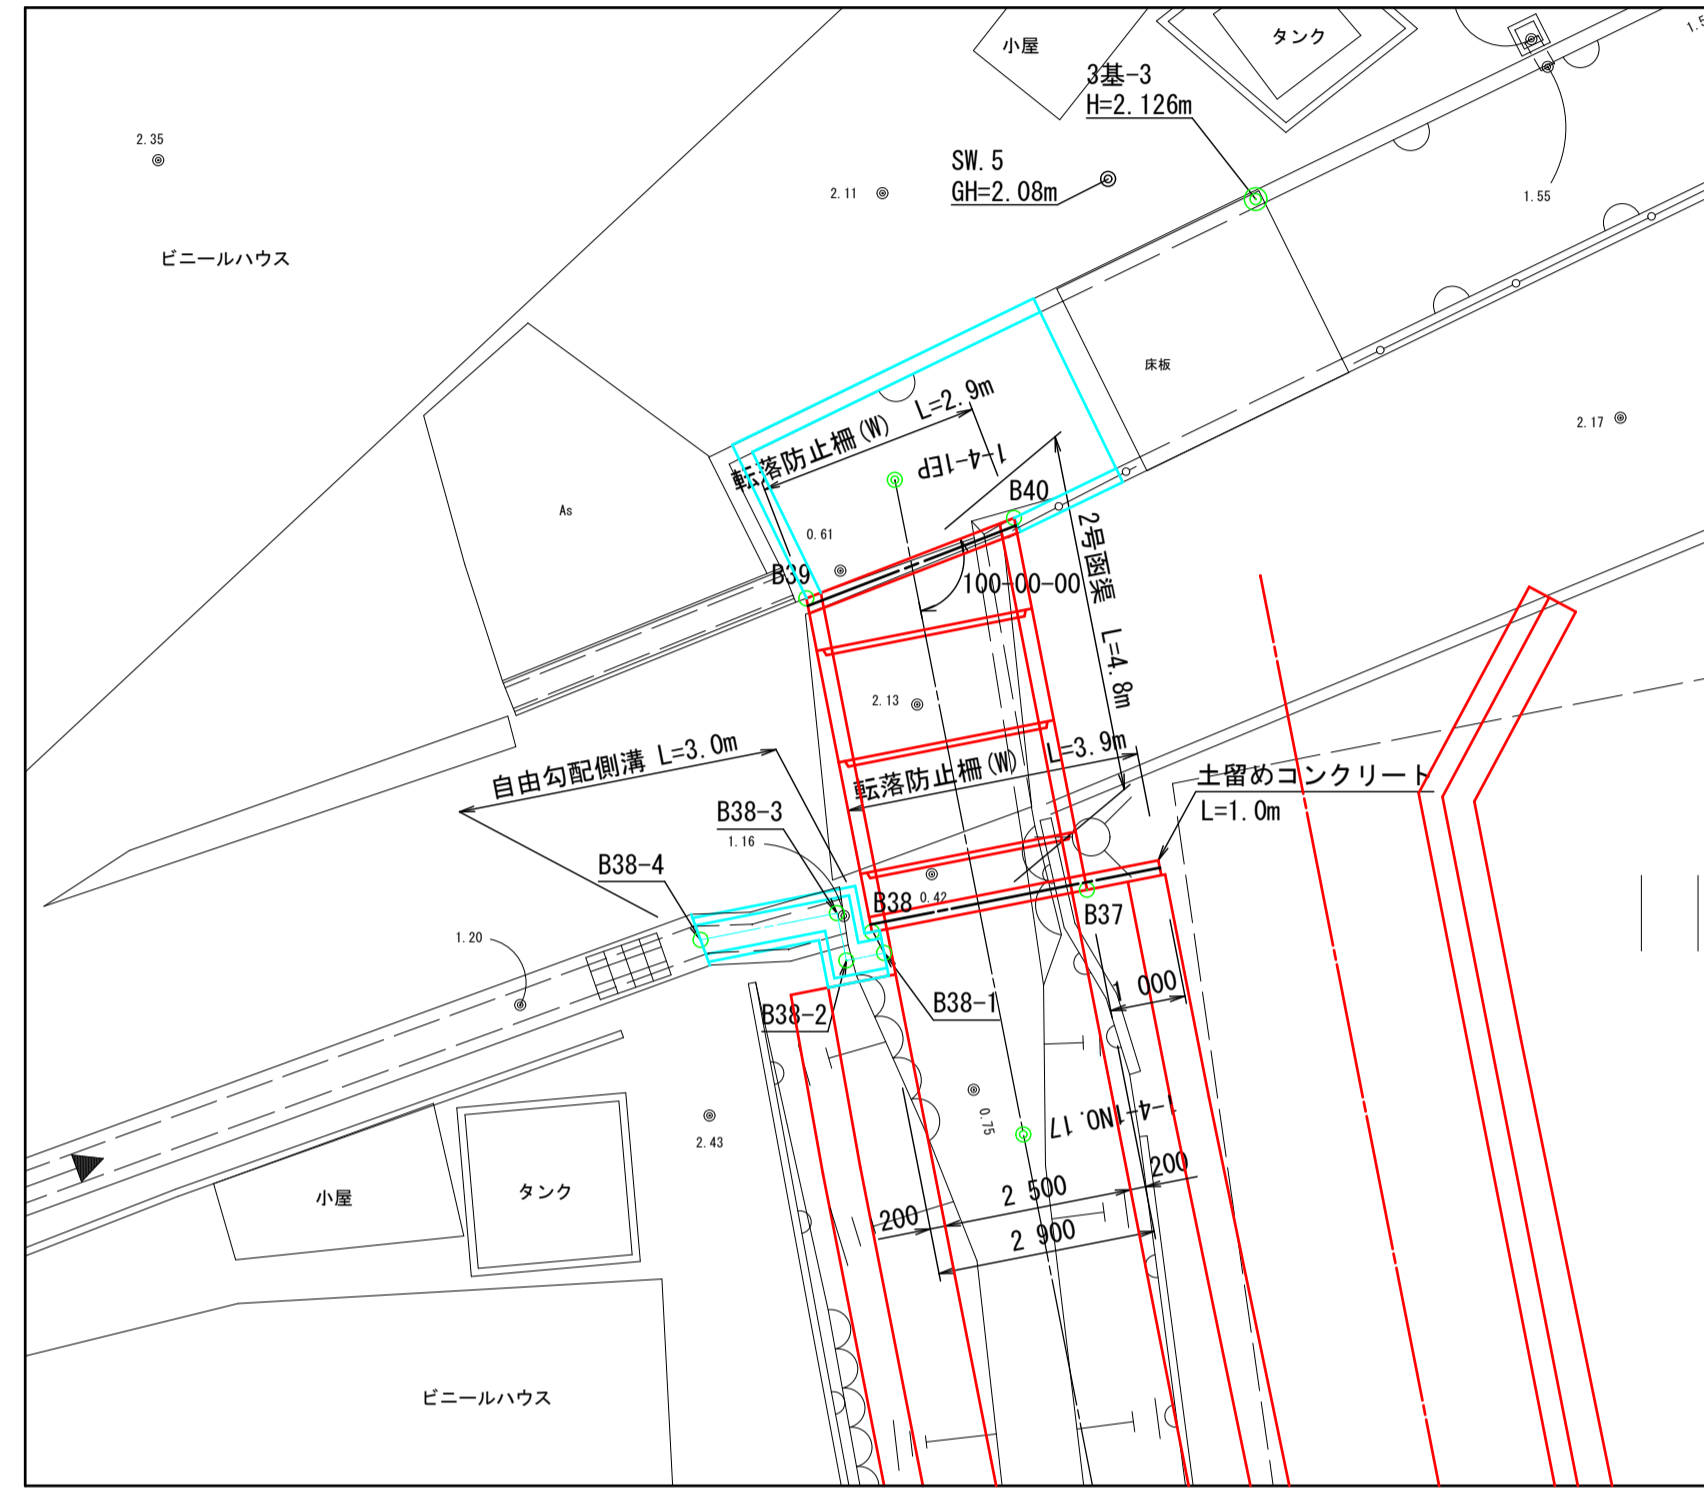 小屋
タンク
1.5
3基-3
H=2.126m
2.35
SW.5
GH=2.08m
2.11
1.55
ビニールハウス
床板
転落防止柵(W) L=2.9m
2.17
1-4-1EP
B40
As
0.61
2号函渠 L=4.8m
B39
100-00-00
2.13
自由勾配側溝 L=3.0m
転落防止柵(W) L=3.9m
土留めコンクリート
L=1.0m
B38-3
1.16
B38-4
B38
0.42
B37
1.20
B38-2
B38-1
1 000
0.75
1-4-1NO.17
2.43
200
2 500
200
2 900
小屋
タンク
ビニールハウス